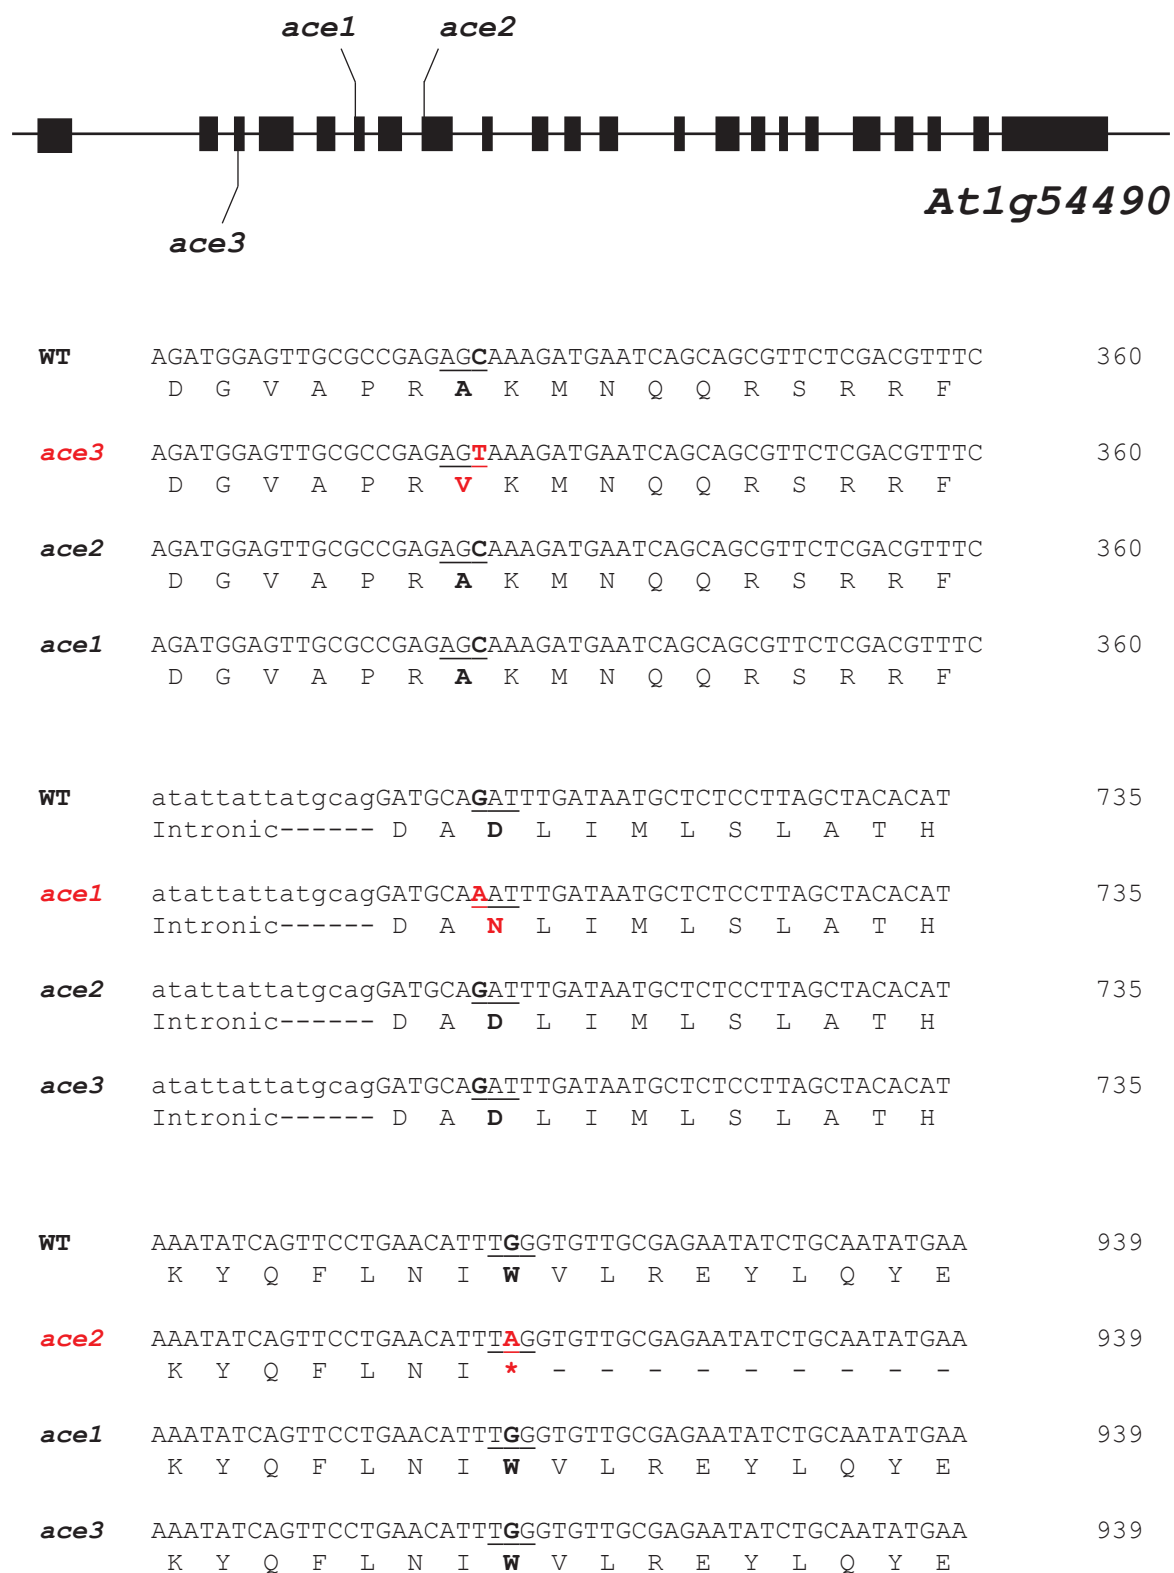 ace1 ace2
At1g54490
ace3
WT AGATGGAGTTGCGCCGAGAGCAAAGATGAATCAGCAGCGTTCTCGACGTTTC 360
D G V A P R A K M N Q Q R S R R F
ace3 AGATGGAGTTGCGCCGAGAGTAAAGATGAATCAGCAGCGTTCTCGACGTTTC 360
D G V A P R V K M N Q Q R S R R F
ace2 AGATGGAGTTGCGCCGAGAGCAAAGATGAATCAGCAGCGTTCTCGACGTTTC 360
D G V A P R A K M N Q Q R S R R F
ace1 AGATGGAGTTGCGCCGAGAGCAAAGATGAATCAGCAGCGTTCTCGACGTTTC 360
D G V A P R A K M N Q Q R S R R F
WT atattattatgcagGATGCAGATTTGATAATGCTCTCCTTAGCTACACAT 735
Intronic------ D A D L I M L S L A T H
ace1 atattattatgcagGATGCAAATTTGATAATGCTCTCCTTAGCTACACAT 735
Intronic------ D A N L I M L S L A T H
ace2 atattattatgcagGATGCAGATTTGATAATGCTCTCCTTAGCTACACAT 735
Intronic------ D A D L I M L S L A T H
ace3 atattattatgcagGATGCAGATTTGATAATGCTCTCCTTAGCTACACAT 735
Intronic------ D A D L I M L S L A T H
WT AAATATCAGTTCCTGAACATTTGGGTGTTGCGAGAATATCTGCAATATGAA 939
K Y Q F L N I W V L R E Y L Q Y E
ace2 AAATATCAGTTCCTGAACATTTAGGTGTTGCGAGAATATCTGCAATATGAA 939
K Y Q F L N I * - - - - - - - - -
ace1 AAATATCAGTTCCTGAACATTTGGGTGTTGCGAGAATATCTGCAATATGAA 939
K Y Q F L N I W V L R E Y L Q Y E
ace3 AAATATCAGTTCCTGAACATTTGGGTGTTGCGAGAATATCTGCAATATGAA 939
K Y Q F L N I W V L R E Y L Q Y E